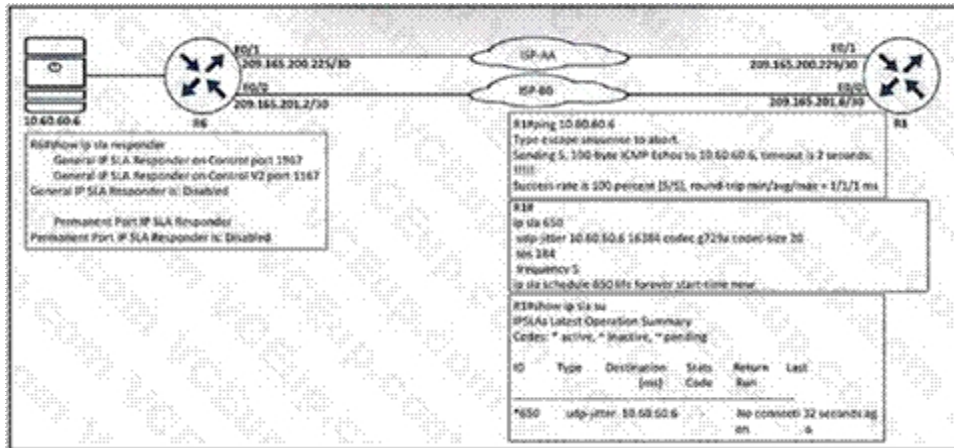 ISP-AA
ISP-BB
E0/1
209.165.200.225/30
E0/0
209.165.201.2/30
R6
10.60.60.6
E0/1
209.165.200.229/30
E0/0
209.165.201.6/30
R1
R6#show ip sla responder
General IP SLA Responder on Control port 1967
General IP SLA Responder on Control V2 port 1167
General IP SLA Responder is: Disabled
Permanent Port IP SLA Responder
Permanent Port IP SLA Responder is: Disabled
R1#ping 10.60.60.6
Type escape sequence to abort.
Sending 5, 100-byte ICMP Echos to 10.60.60.6, timeout is 2 seconds:
!!!!!
Success rate is 100 percent (5/5), round-trip min/avg/max = 1/1/1 ms
R1#
ip sla 650
udp-jitter 10.60.60.6 16384 codec g729a codec-size 20
tos 184
frequency 5
ip sla schedule 650 life forever start-time now
R1#show ip sla su
IPSLAs Latest Operation Summary
Codes: * active, ^ inactive, ~ pending
ID Type Destination Stats Return Last
(ms) Code Run
*650 udp-jitter 10.60.60.6 No connecti 32 seconds ag
on o